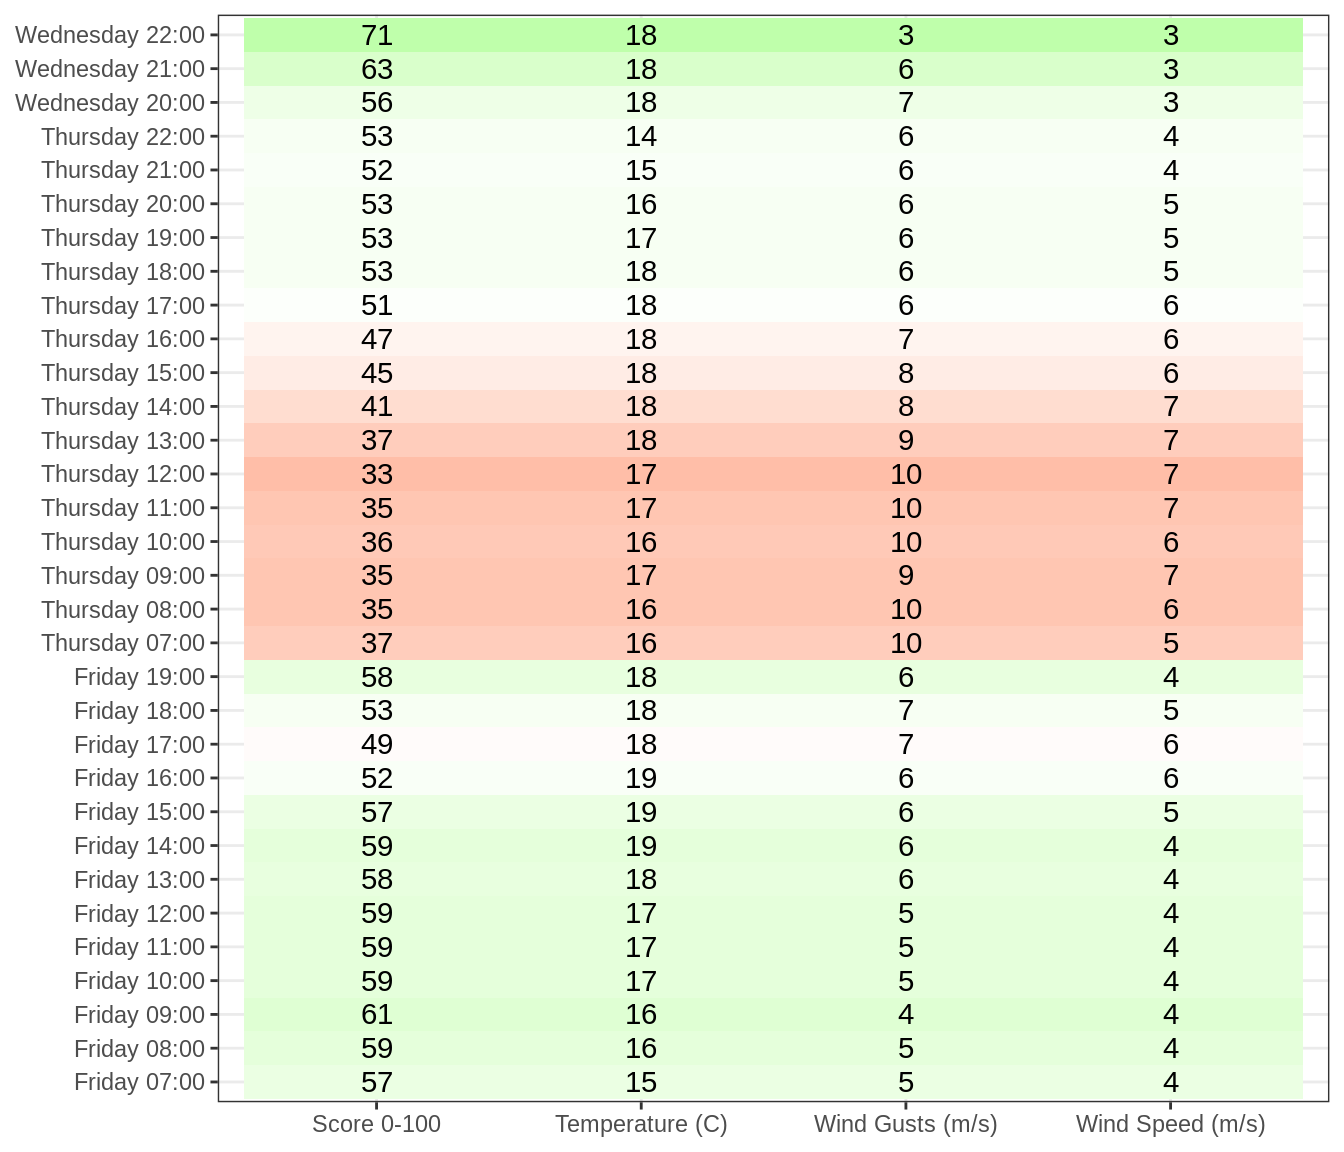 Wednesday 22:00 71 18 3 3
Wednesday 21:00 63 18 6 3
Wednesday 20:00 56 18 7 3
Thursday 22:00 53 14 6 4
Thursday 21:00 52 15 6 4
Thursday 20:00 53 16 6 5
Thursday 19:00 53 17 6 5
Thursday 18:00 53 18 6 5
Thursday 17:00 51 18 6 6
Thursday 16:00 47 18 7 6
Thursday 15:00 45 18 8 6
Thursday 14:00 41 18 8 7
Thursday 13:00 37 18 9 7
Thursday 12:00 33 17 10 7
Thursday 11:00 35 17 10 7
Thursday 10:00 36 16 10 6
Thursday 09:00 35 17 9 7
Thursday 08:00 35 16 10 6
Thursday 07:00 37 16 10 5
Friday 19:00 58 18 6 4
Friday 18:00 53 18 7 5
Friday 17:00 49 18 7 6
Friday 16:00 52 19 6 6
Friday 15:00 57 19 6 5
Friday 14:00 59 19 6 4
Friday 13:00 58 18 6 4
Friday 12:00 59 17 5 4
Friday 11:00 59 17 5 4
Friday 10:00 59 17 5 4
Friday 09:00 61 16 4 4
Friday 08:00 59 16 5 4
Friday 07:00 57 15 5 4
Score 0-100 Temperature (C) Wind Gusts (m/s) Wind Speed (m/s)